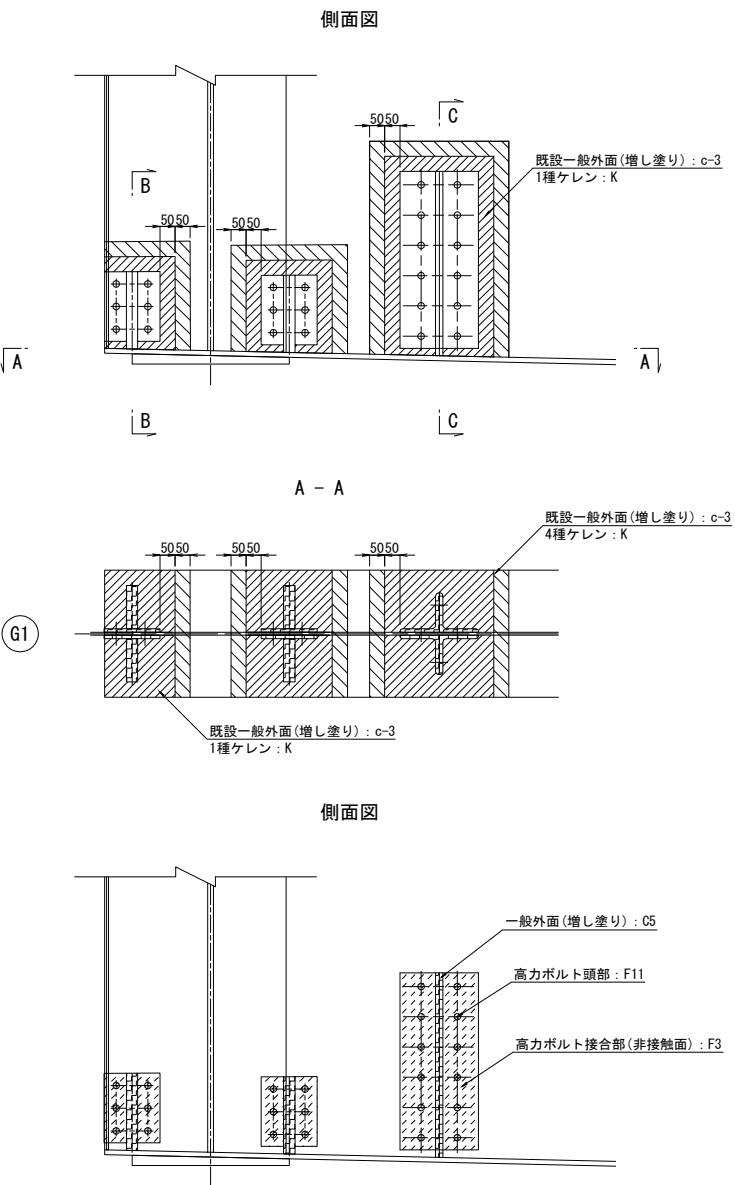 側面図
C
5050
既設一般外面(増し塗り):c-3
1種ケレン:K
B
5050
5050
A
A
B
C
A - A
既設一般外面(増し塗り):c-3
4種ケレン:K
5050
5050
5050
G1
既設一般外面(増し塗り):c-3
1種ケレン:K
側面図
一般外面(増し塗り):C5
高力ボルト頭部:F11
高力ボルト接合部(非接触面):F3